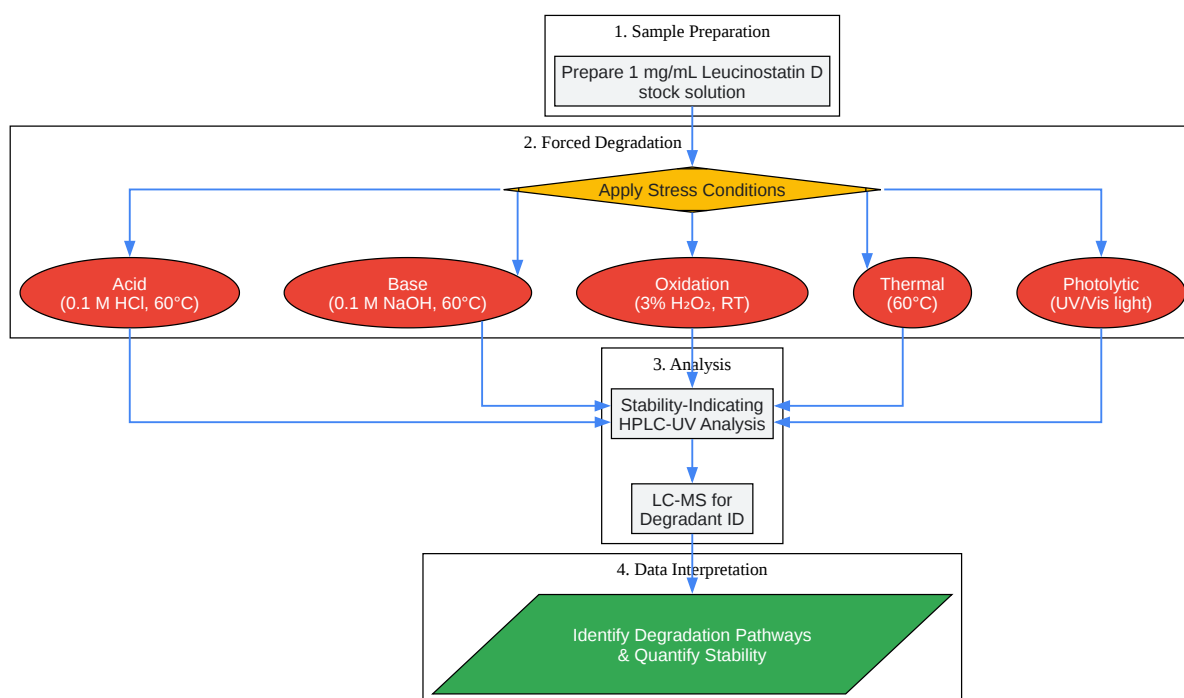 1. Sample Preparation
Prepare 1 mg/mL Leucinostatin D
stock solution
2. Forced Degradation
Apply Stress Conditions
Acid
(0.1 M HCl, 60°C)
Base
(0.1 M NaOH, 60°C)
Oxidation
(3% H₂O₂, RT)
Thermal
(60°C)
Photolytic
(UV/Vis light)
3. Analysis
Stability-Indicating
HPLC-UV Analysis
LC-MS for
Degradant ID
4. Data Interpretation
Identify Degradation Pathways
& Quantify Stability